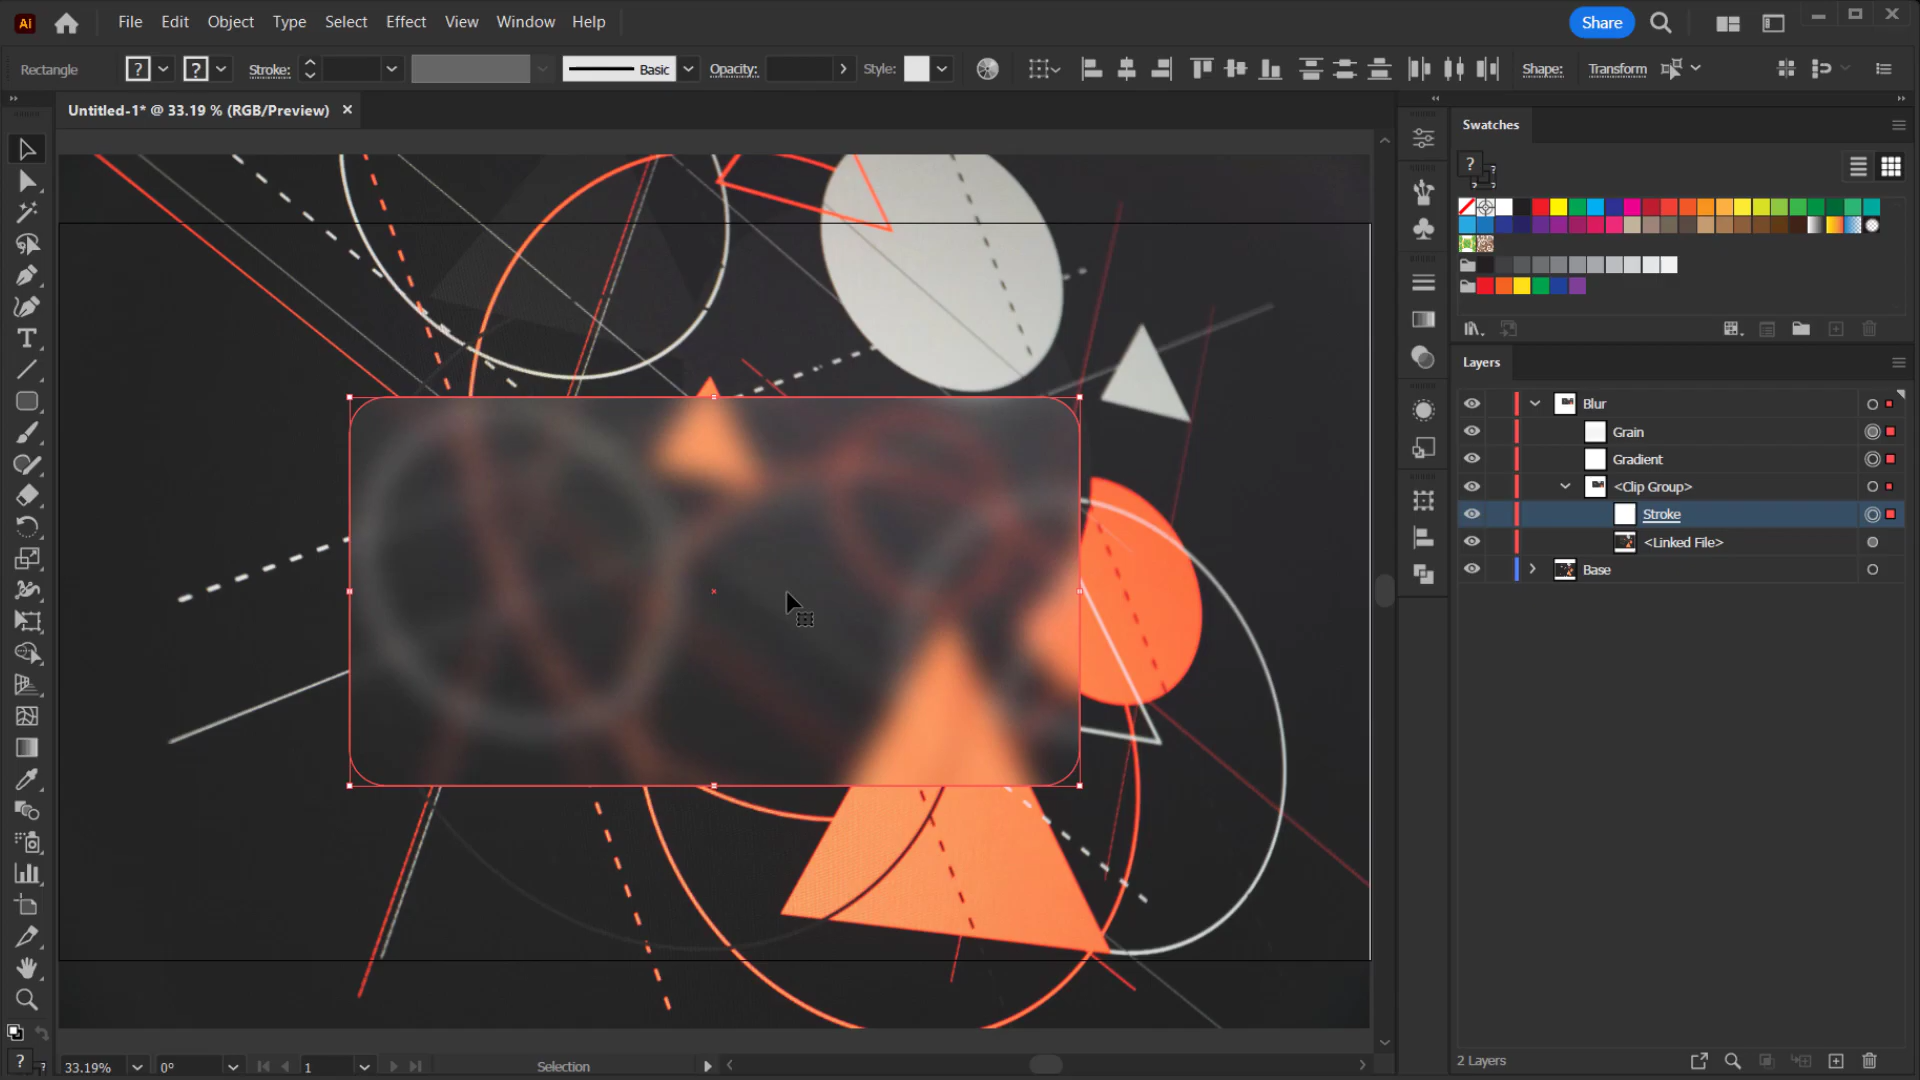 Ai File Edit Object Type Select Effect View Window Help Share
Rectangle ? ? Stroke: Basic Opacity: Style: Shape: Transform
Untitled-1* @ 33.19 % (RGB/Preview) ×
Swatches
?
Layers
Blur
Grain
Gradient
<Clip Group>
Stroke
<Linked File>
Base
? 33.19% 0° 1 Selection 2 Layers